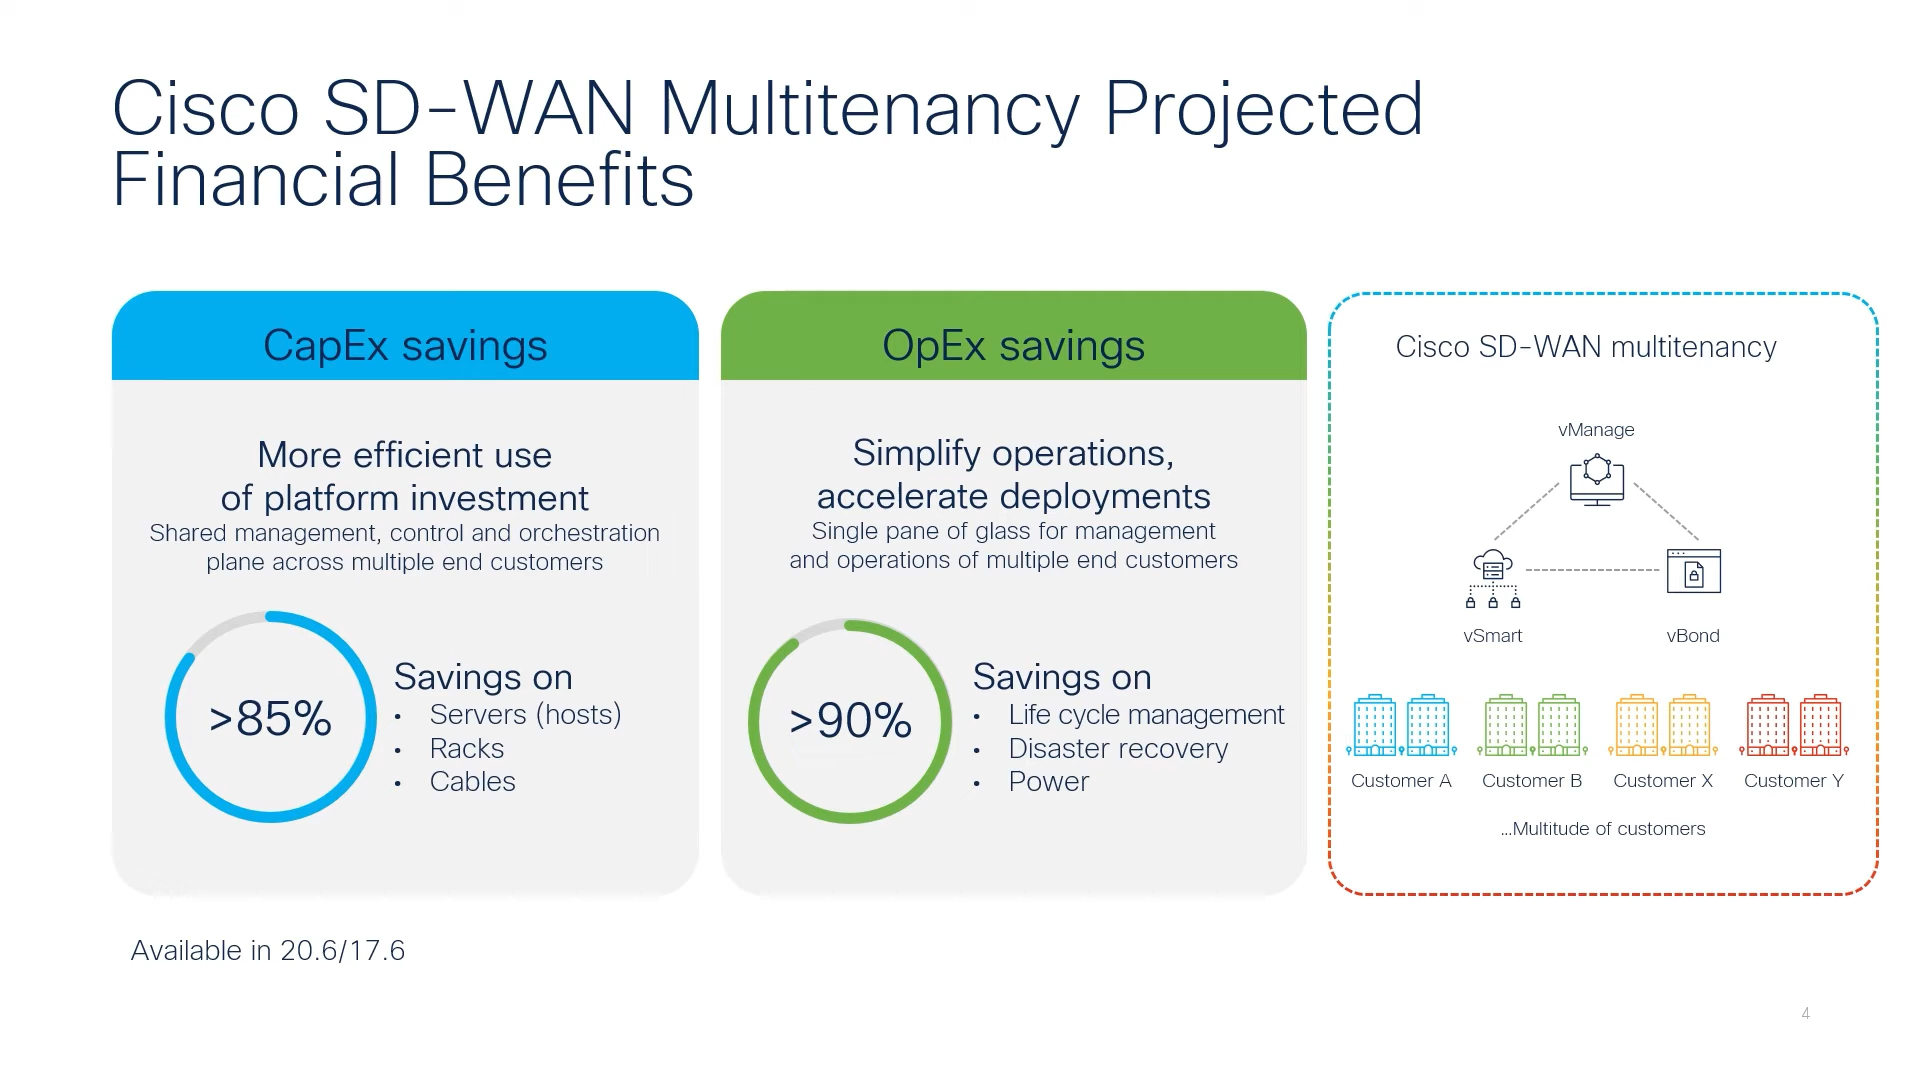 Cisco SD-WAN Multitenancy Projected
Financial Benefits
CapEx savings
More efficient use
of platform investment
Shared management, control and orchestration
plane across multiple end customers
>85%
Savings on
• Servers (hosts)
• Racks
• Cables
OpEx savings
Simplify operations,
accelerate deployments
Single pane of glass for management
and operations of multiple end customers
>90%
Savings on
• Life cycle management
• Disaster recovery
• Power
Cisco SD-WAN multitenancy
vManage
vSmart
vBond
Customer A
Customer B
Customer X
Customer Y
...Multitude of customers
Available in 20.6/17.6
4